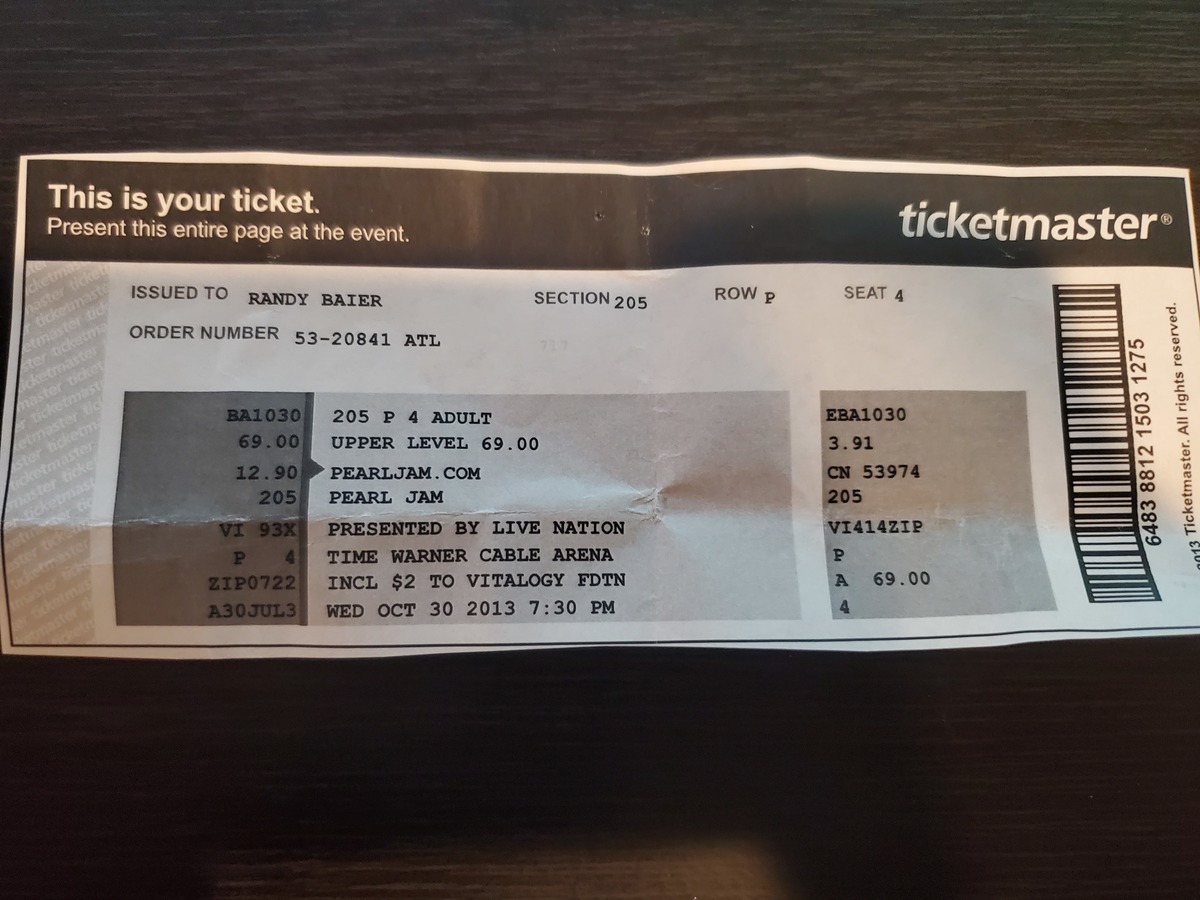 This is your ticket.
Present this entire page at the event.
ticketmaster®
ISSUED TO RANDY BAIER SECTION 205 ROW P SEAT 4
ORDER NUMBER 53-20841 ATL
BA1030 205 P 4 ADULT EBA1030
69.00 UPPER LEVEL 69.00 3.91
12.90 PEARLJAM.COM CN 53974
205 PEARL JAM 205
VI 93X PRESENTED BY LIVE NATION VI414ZIP
P 4 TIME WARNER CABLE ARENA P
ZIP0722 INCL $2 TO VITALOGY FDTN A 69.00
A30JUL3 WED OCT 30 2013 7:30 PM 4
6483 8812 1503 1275
Ticketmaster. All rights reserved.